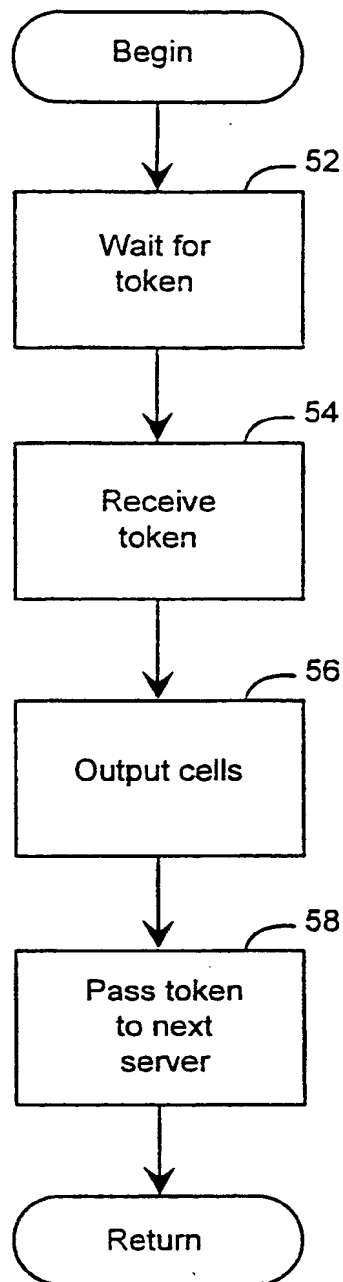 Begin
52
Wait for
token
54
Receive
token
56
Output cells
58
Pass token
to next
server
Return